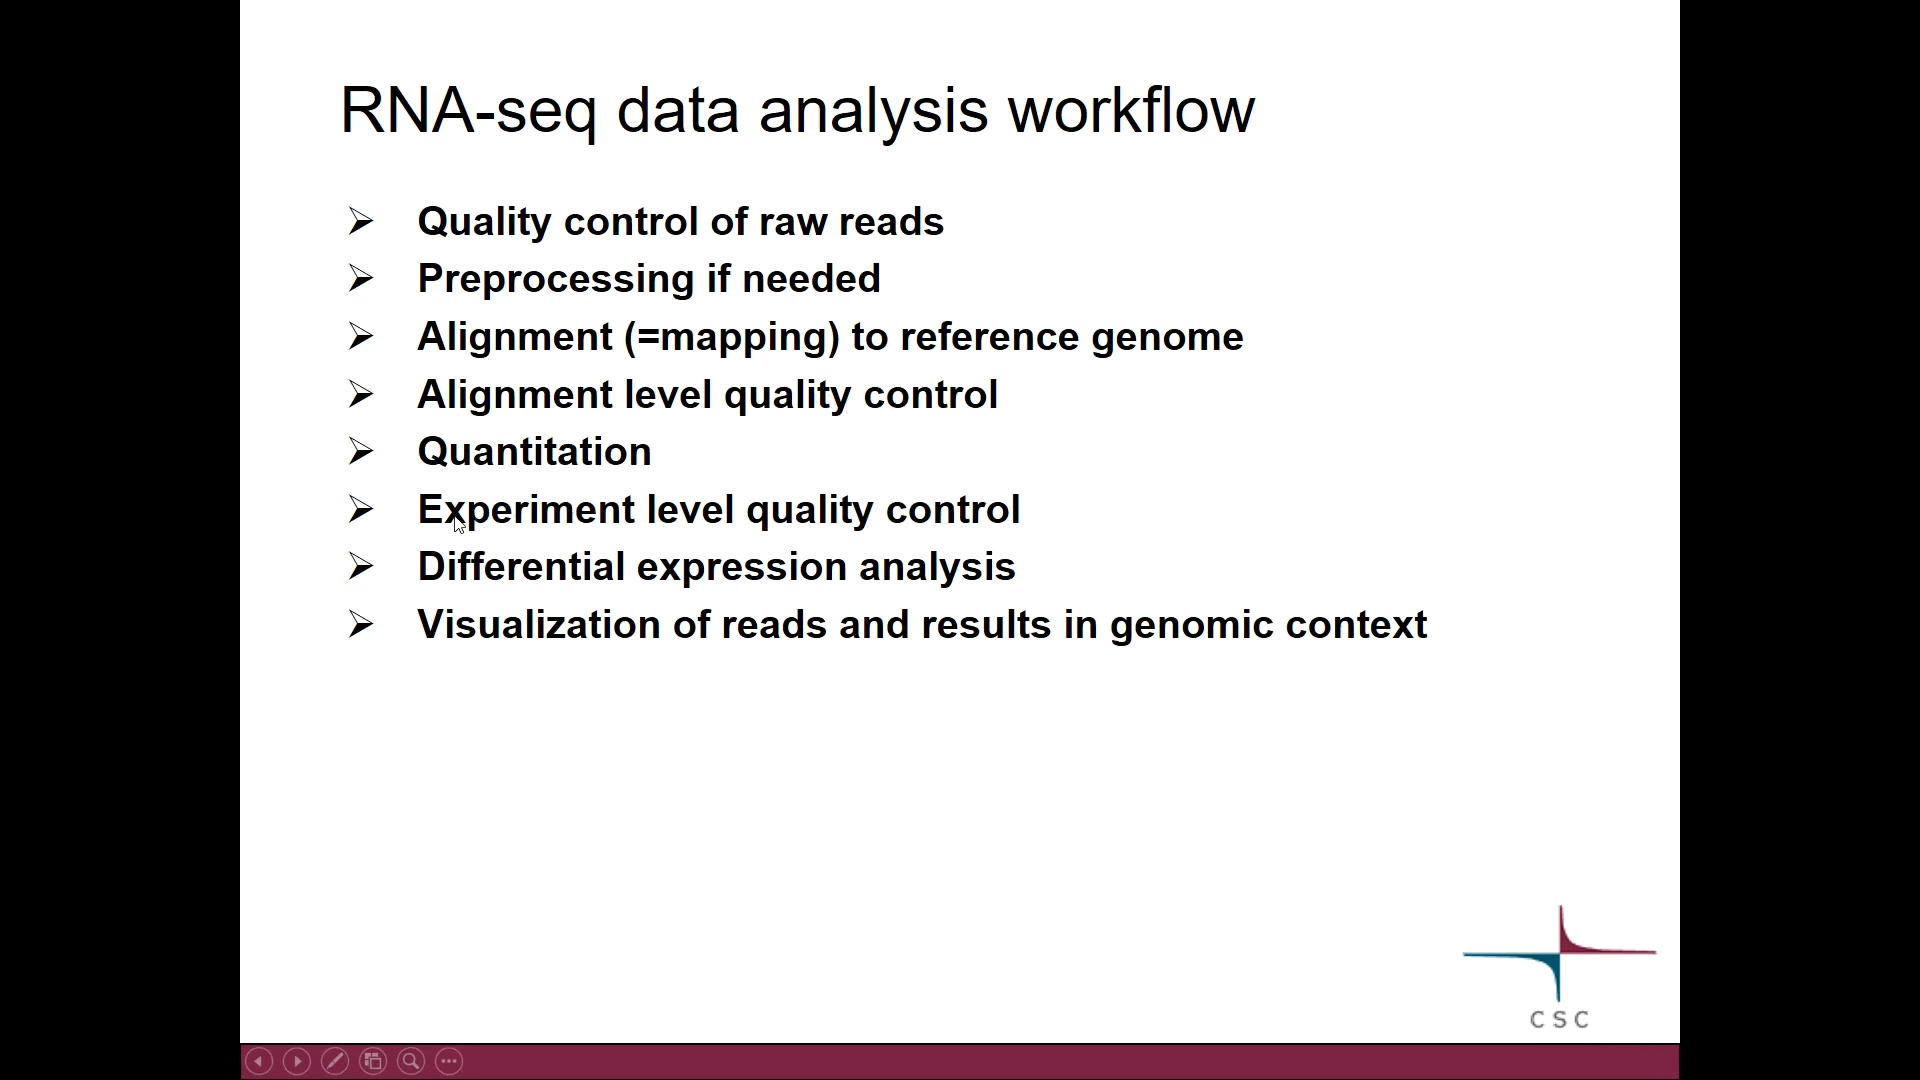 RNA-seq data analysis workflow
➢ Quality control of raw reads
➢ Preprocessing if needed
➢ Alignment (=mapping) to reference genome
➢ Alignment level quality control
➢ Quantitation
➢ Experiment level quality control
➢ Differential expression analysis
➢ Visualization of reads and results in genomic context
CSC